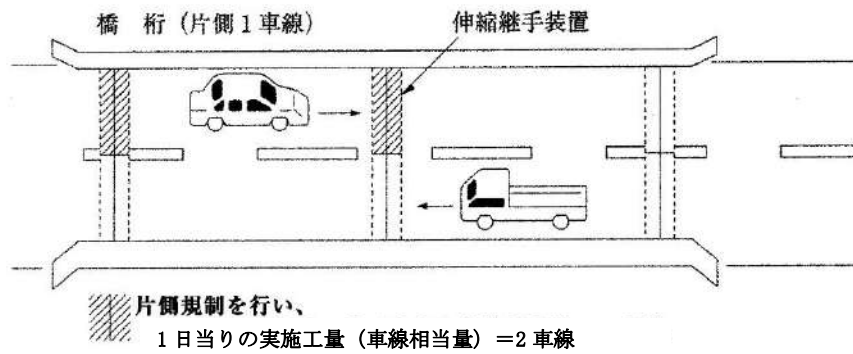 橋 桁（片側１車線） 伸縮継手装置
片側規制を行い、
１日当りの実施工量（車線相当量）＝2 車線